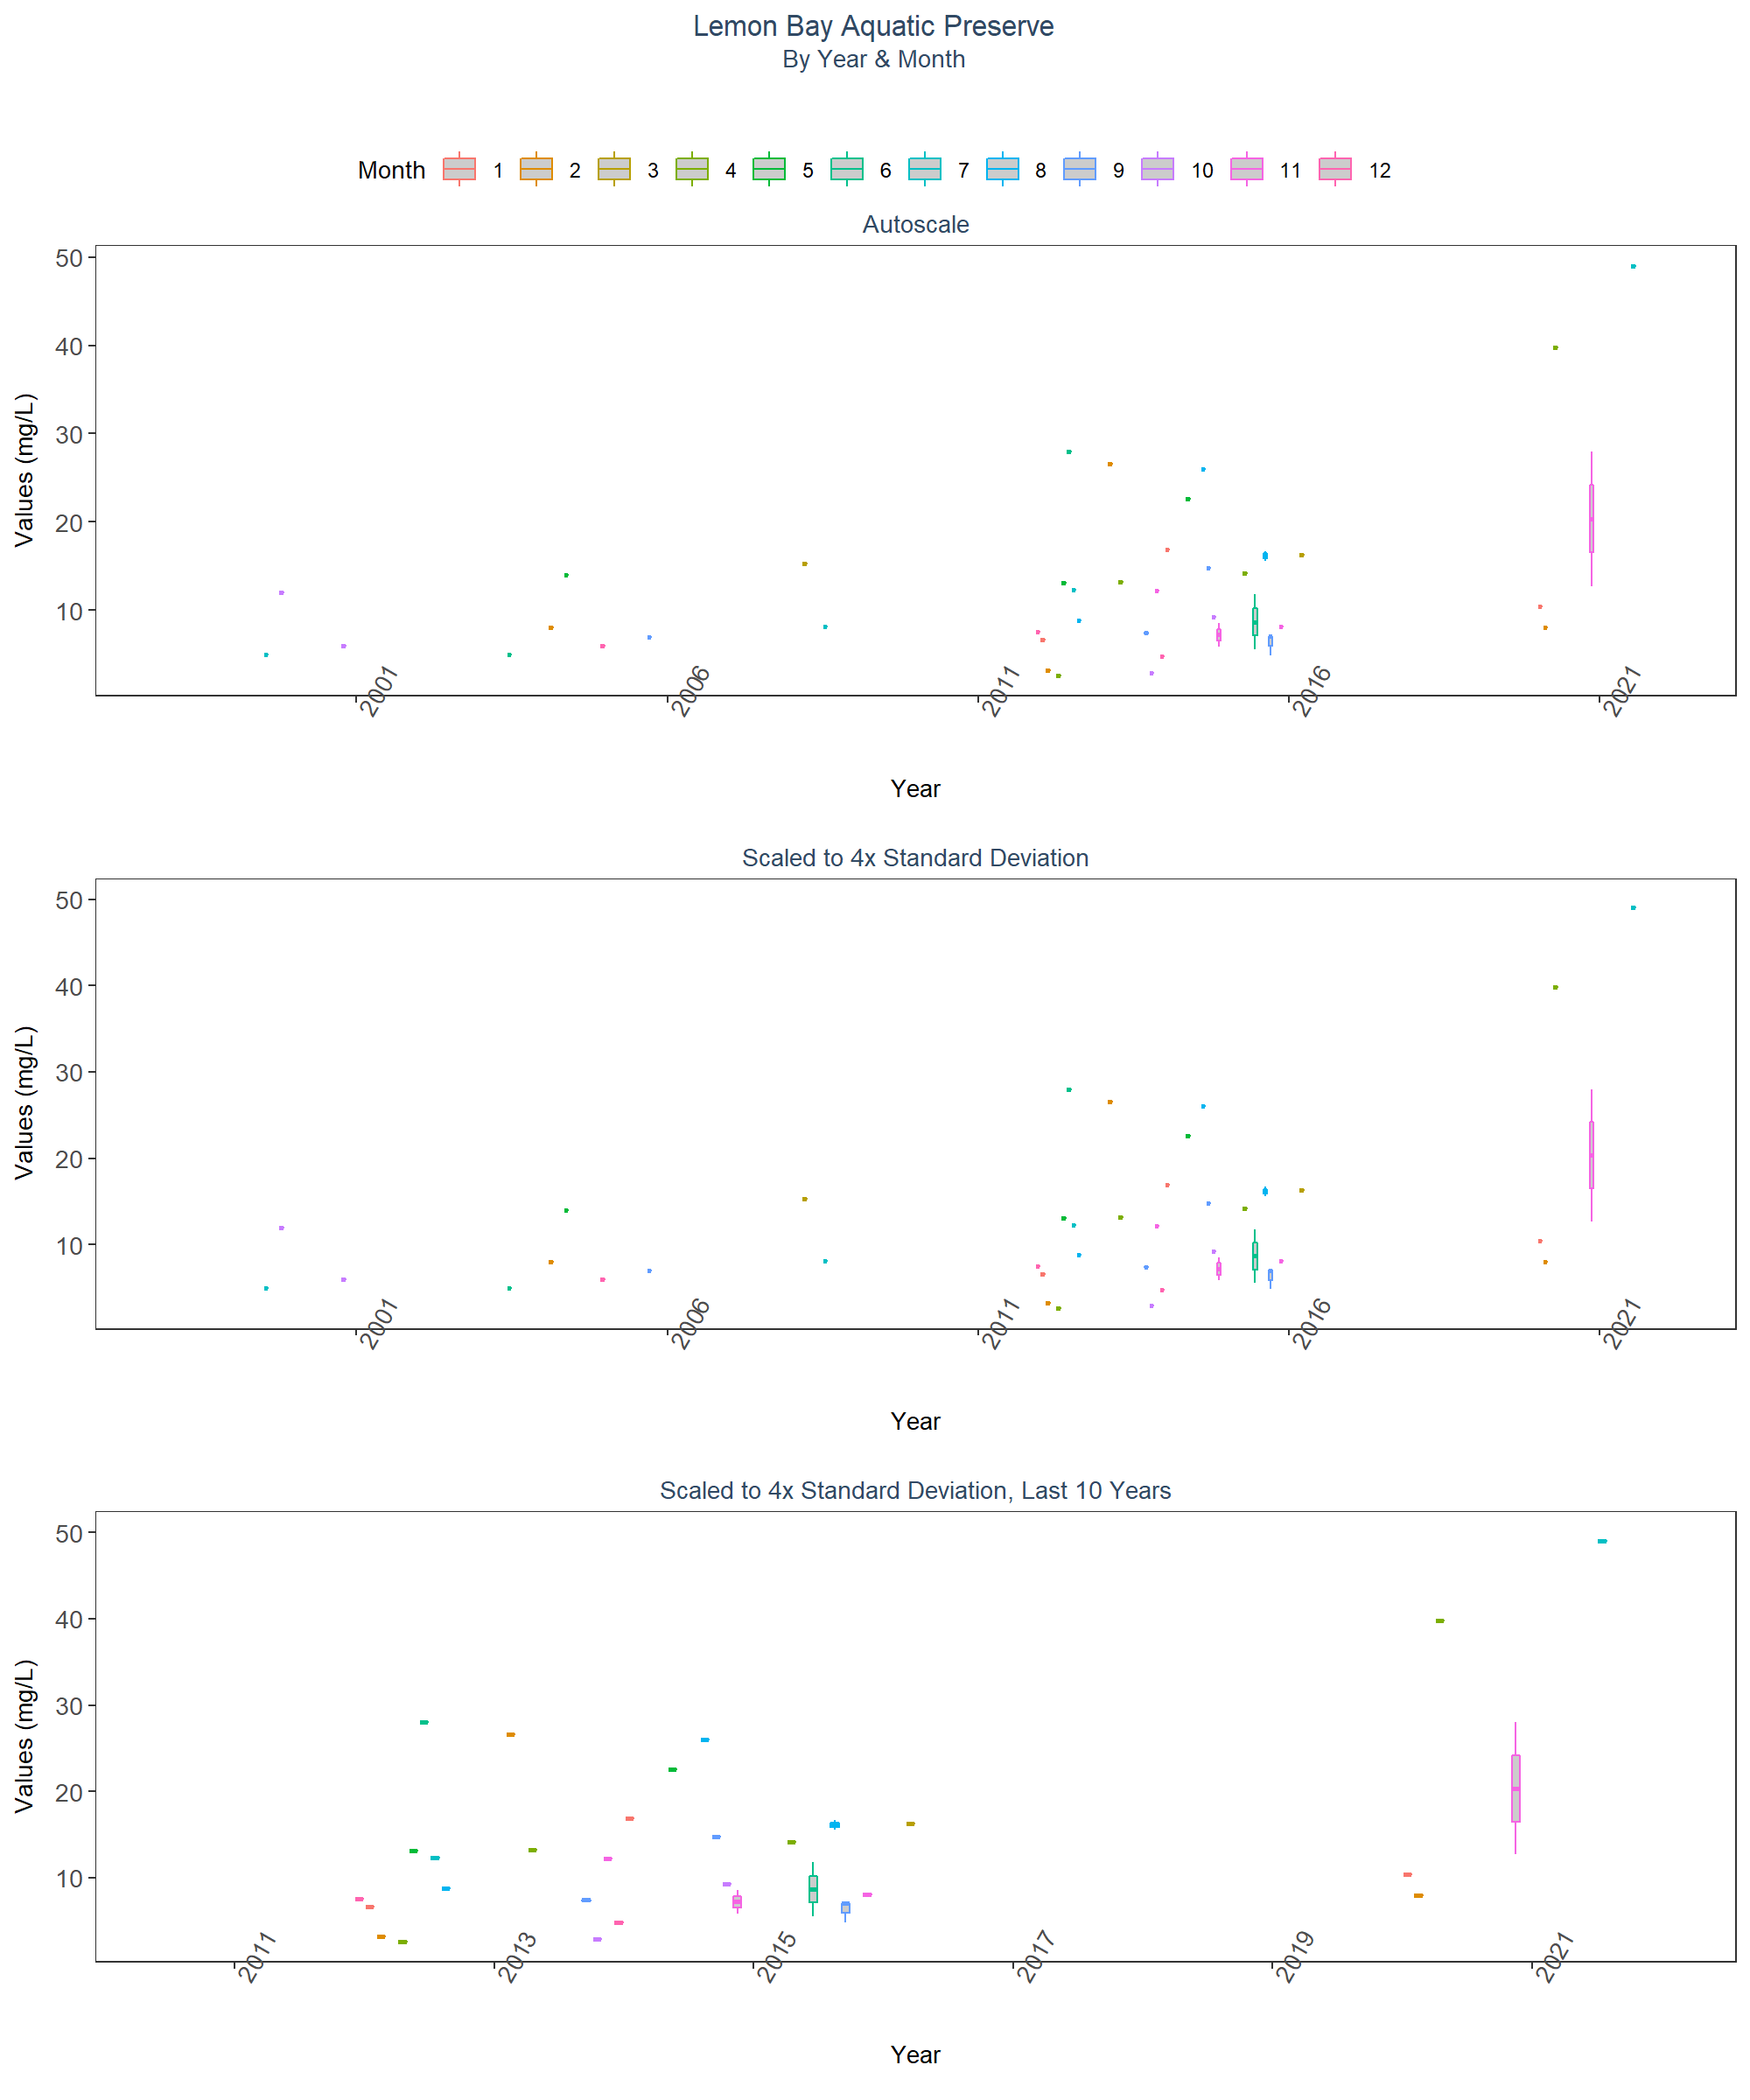 Lemon Bay Aquatic Preserve
By Year & Month
Month 1 2 3 4 5 6 7 8 9 10 11 12
Autoscale
Values (mg/L)
50
40
30
20
10
2001 2006 2011 2016 2021
Year
Scaled to 4x Standard Deviation
Values (mg/L)
50
40
30
20
10
2001 2006 2011 2016 2021
Year
Scaled to 4x Standard Deviation, Last 10 Years
Values (mg/L)
50
40
30
20
10
2011 2013 2015 2017 2019 2021
Year